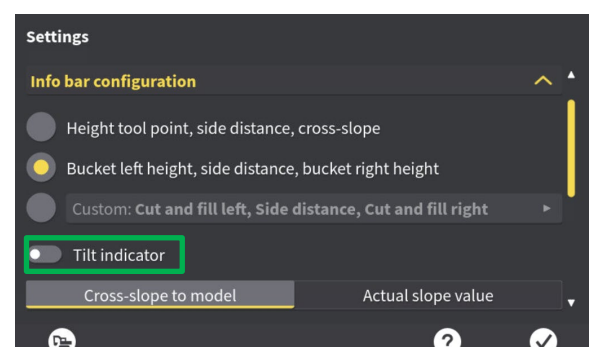 Settings
Info bar configuration
Height tool point, side distance, cross-slope
Bucket left height, side distance, bucket right height
Custom: Cut and fill left, Side distance, Cut and fill right
Tilt indicator
Cross-slope to model
Actual slope value
?